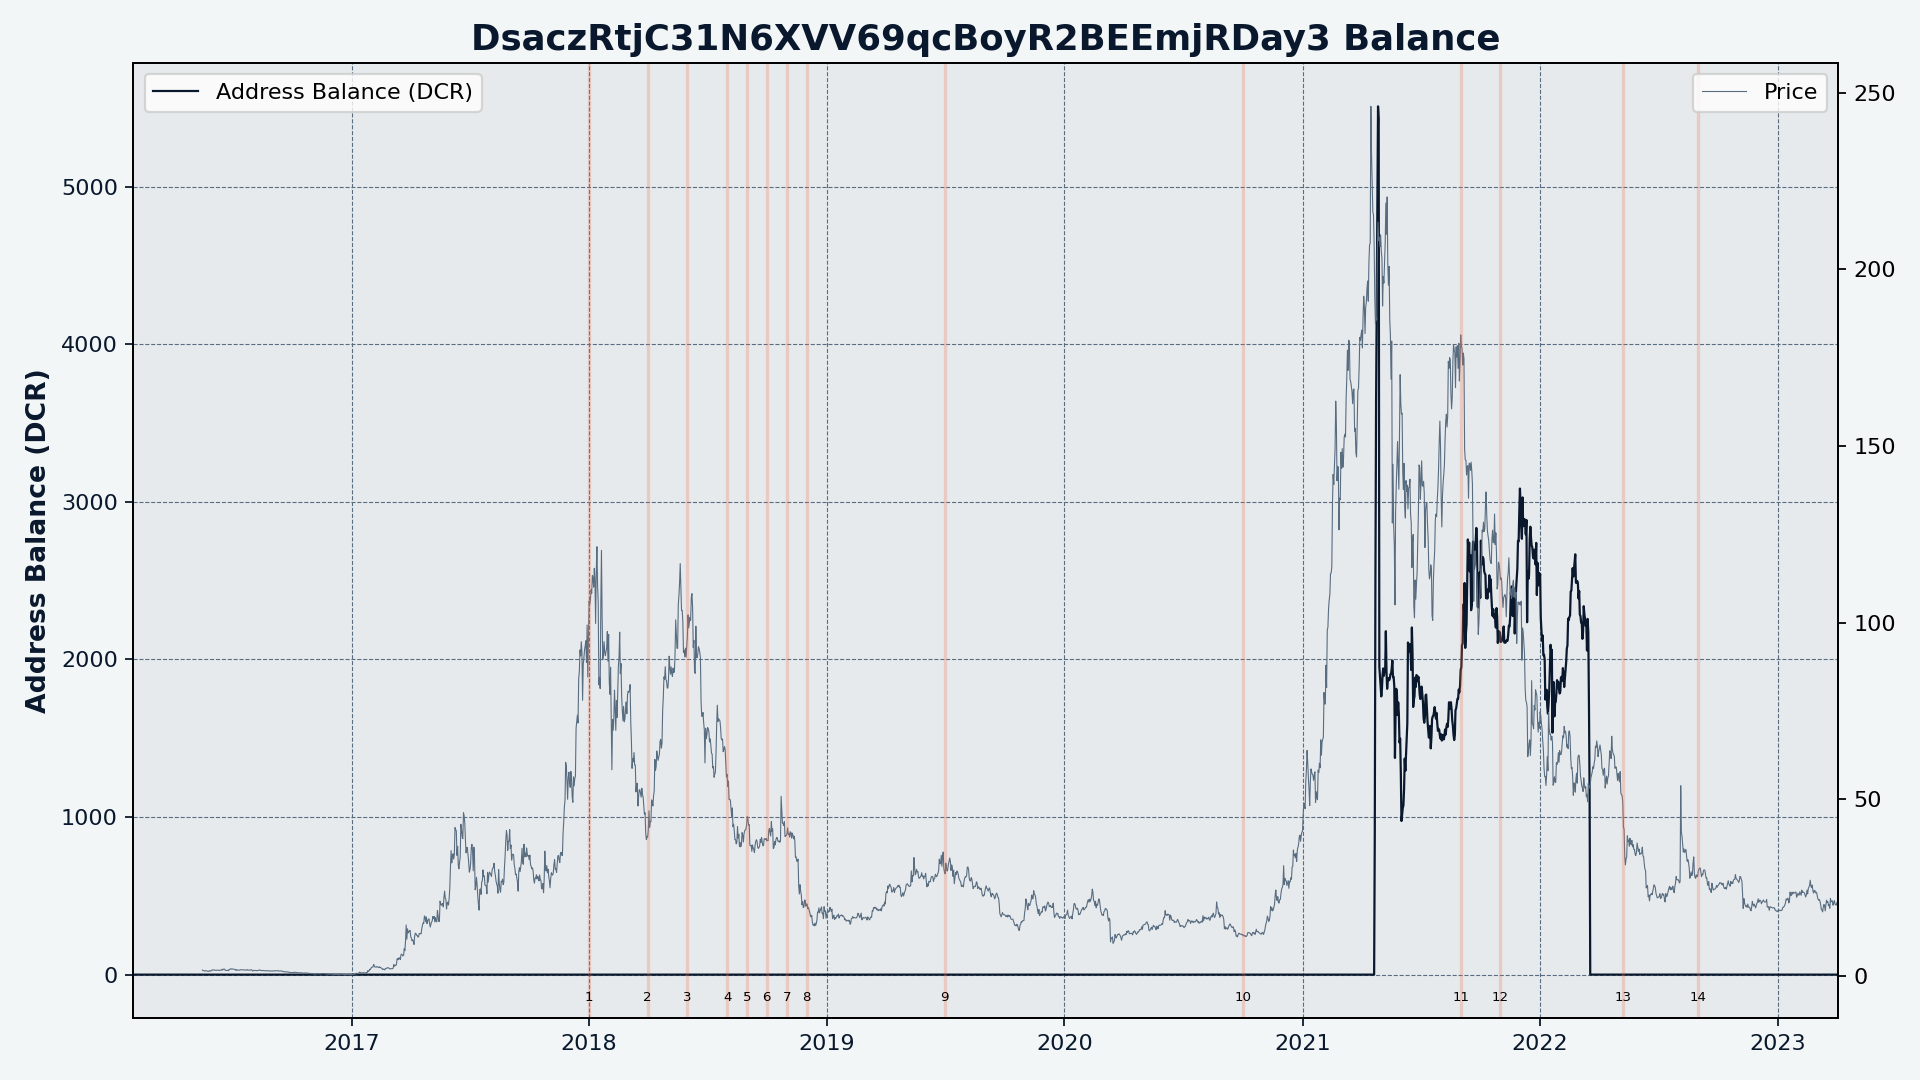 DsaczRtjC31N6XVV69qcBoyR2BEEmjRDay3 Balance
Address Balance (DCR)
Price
Address Balance (DCR)
5000
4000
3000
2000
1000
0
250
200
150
100
50
0
1 2 3 4 5 6 7 8 9 10 11 12 13 14
2017 2018 2019 2020 2021 2022 2023